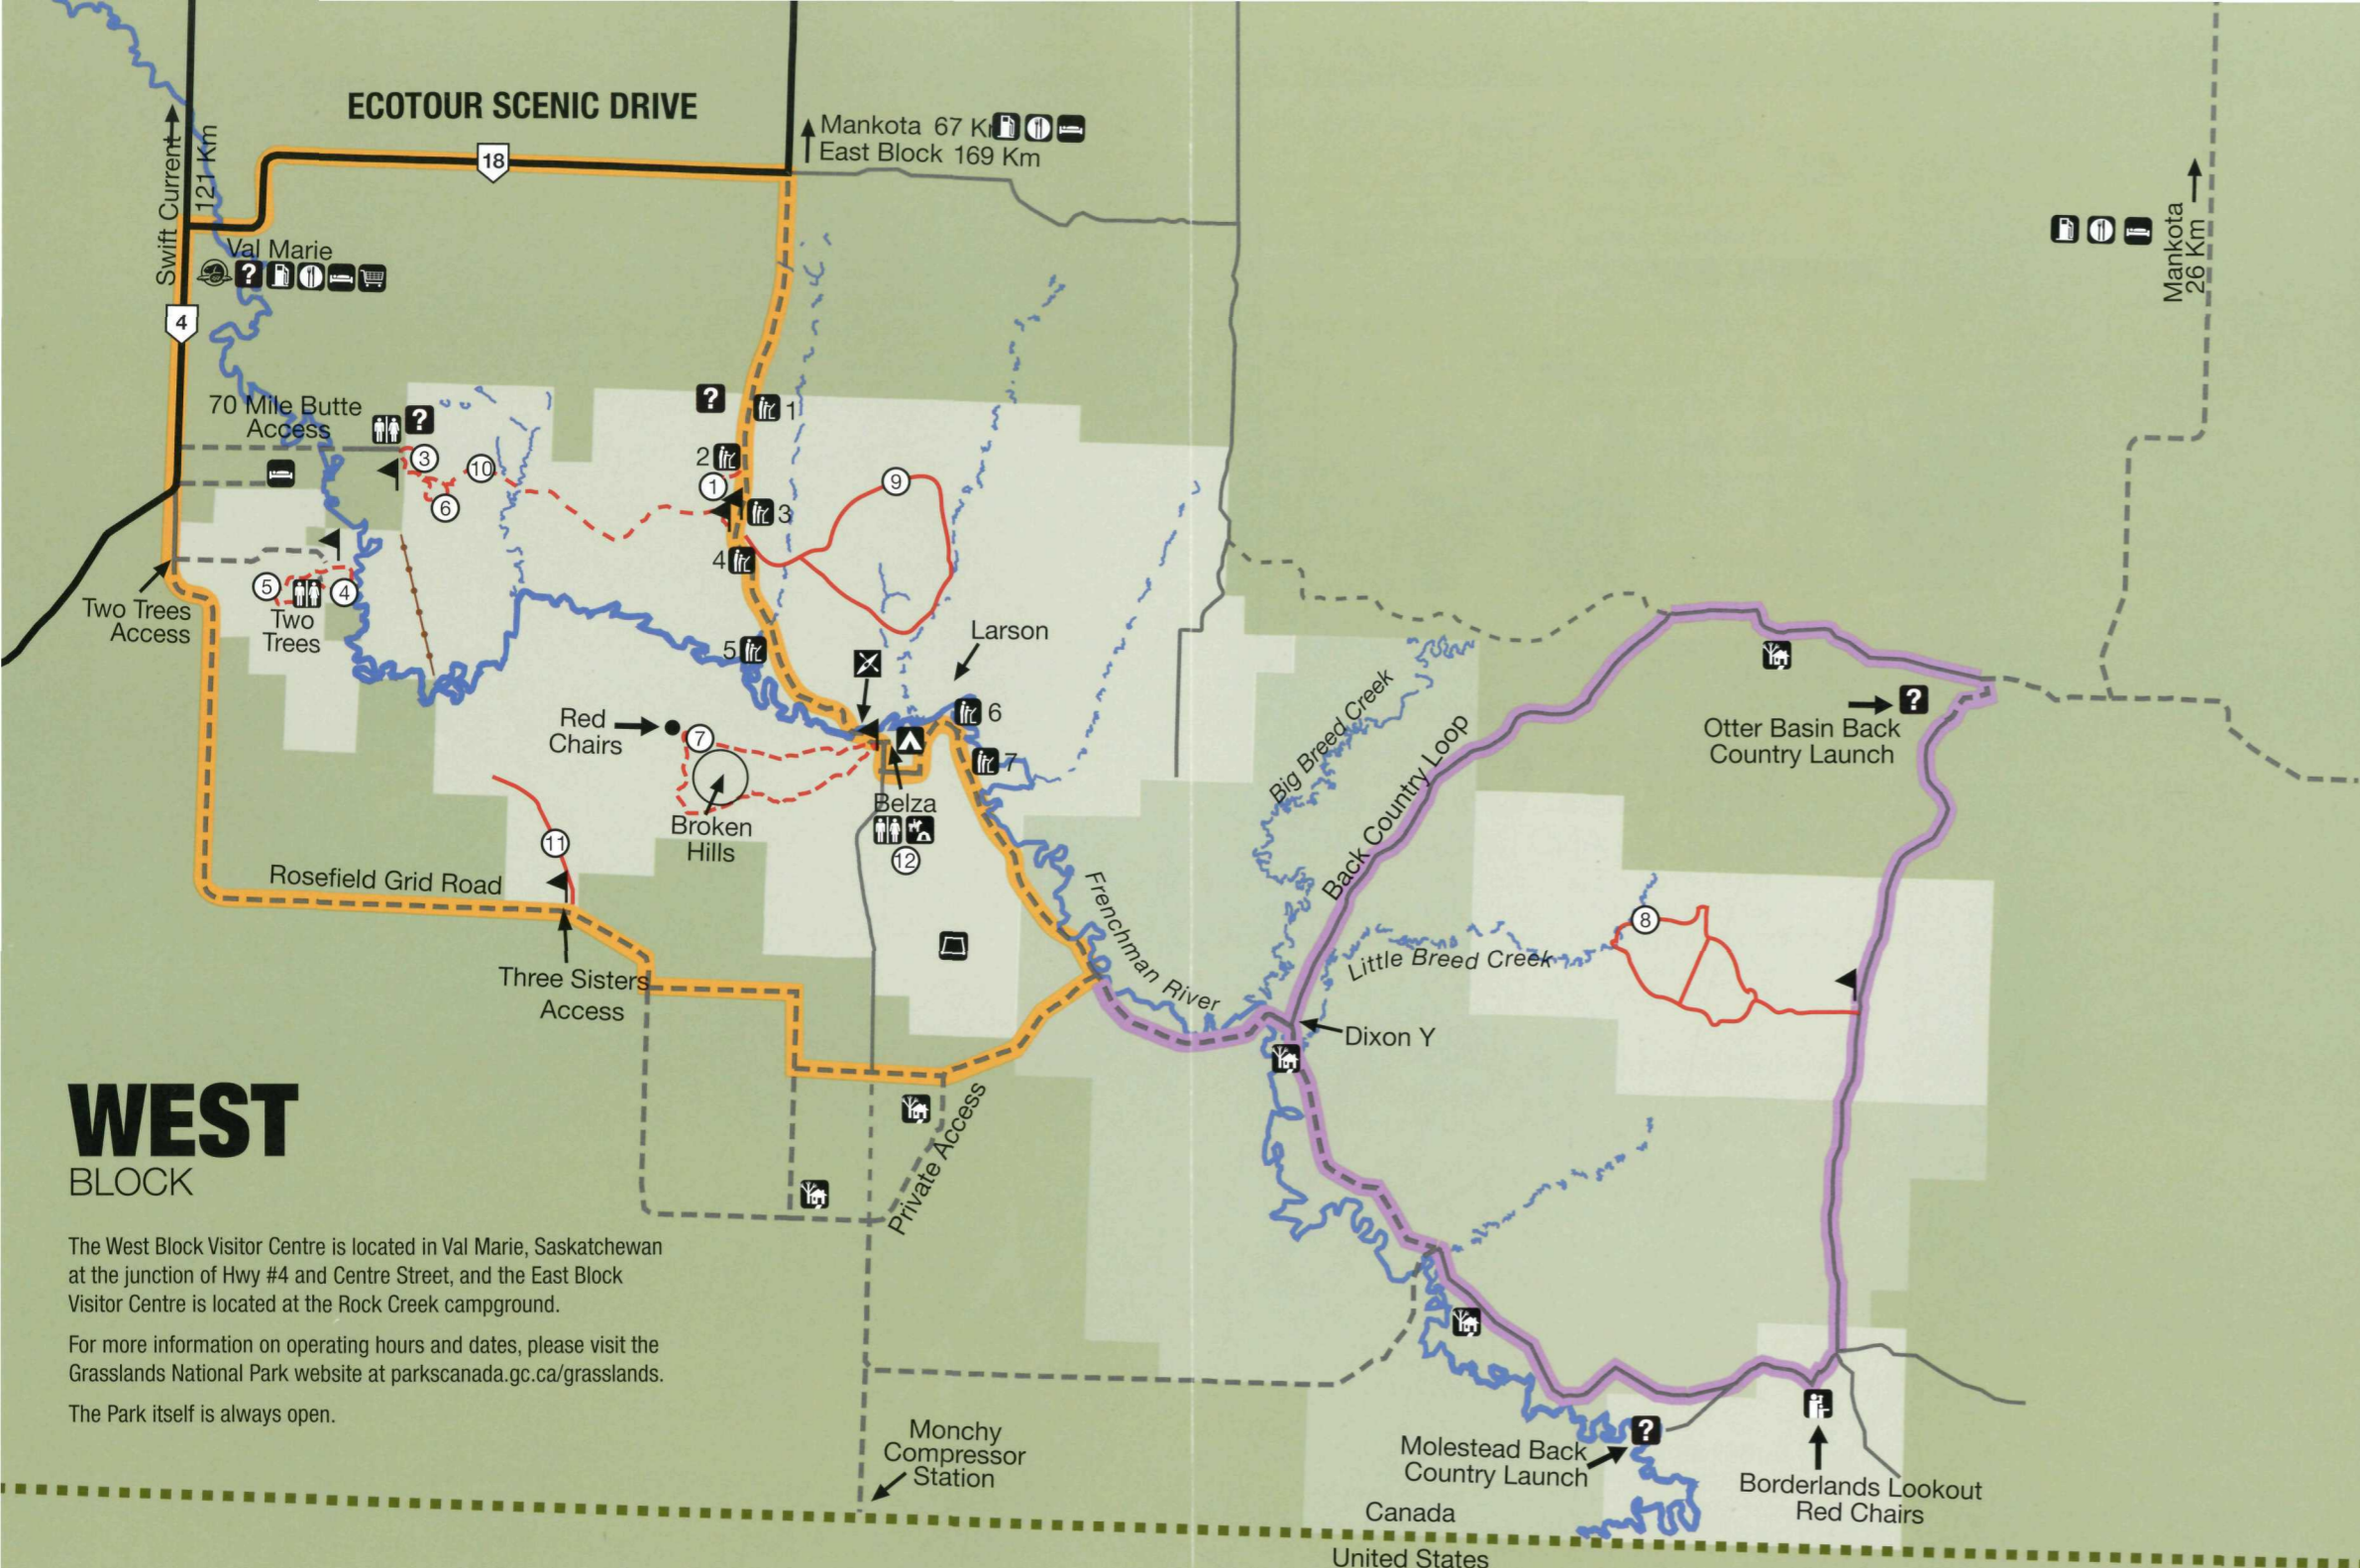 ECOTOUR SCENIC DRIVE
18
Swift Current
121 Km
Mankota 67 K
East Block 169 Km
Mankota
26 Km
Val Marie
?
4
70 Mile Butte
Access
?
3
10
6
?
1
2
1
3
4
9
5
Two Trees
Access
5
4
Two
Trees
Larson
6
7
Red
Chairs
7
Broken
Hills
Belza
12
11
Rosefield Grid Road
Three Sisters
Access
Frenchman River
Big Breed Creek
Back Country Loop
Little Breed Creek
8
Dixon Y
?
Otter Basin Back
Country Launch
Private Access
WEST
BLOCK
The West Block Visitor Centre is located in Val Marie, Saskatchewan
at the junction of Hwy #4 and Centre Street, and the East Block
Visitor Centre is located at the Rock Creek campground.
For more information on operating hours and dates, please visit the
Grasslands National Park website at parkscanada.gc.ca/grasslands.
The Park itself is always open.
Monchy
Compressor
Station
?
Molestead Back
Country Launch
Borderlands Lookout
Red Chairs
Canada
United States